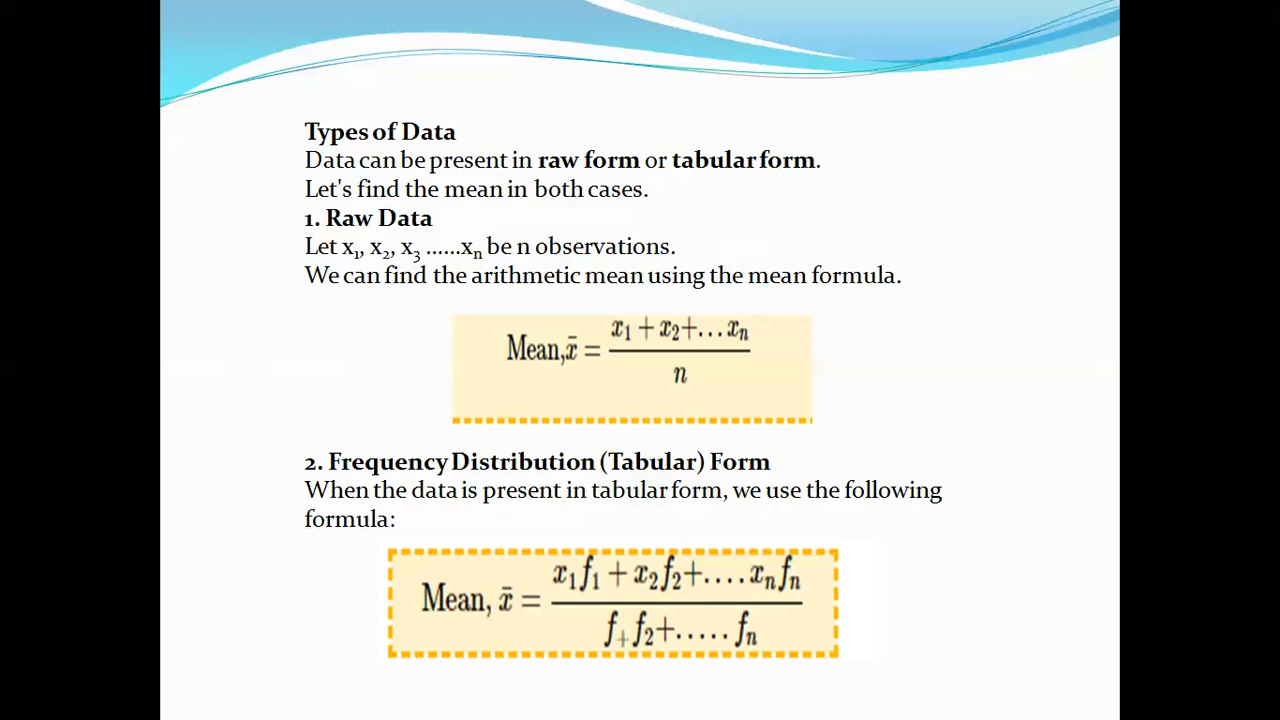 Types of Data
Data can be present in raw form or tabular form.
Let's find the mean in both cases.
1. Raw Data
Let x₁, x₂, x₃ ......xₙ be n observations.
We can find the arithmetic mean using the mean formula.
x₁ + x₂+...xₙ
Mean,x̄ =
n
2. Frequency Distribution (Tabular) Form
When the data is present in tabular form, we use the following
formula:
x₁f₁ + x₂f₂+....xₙfₙ
Mean, x̄ =
f₊f₂+.....fₙ